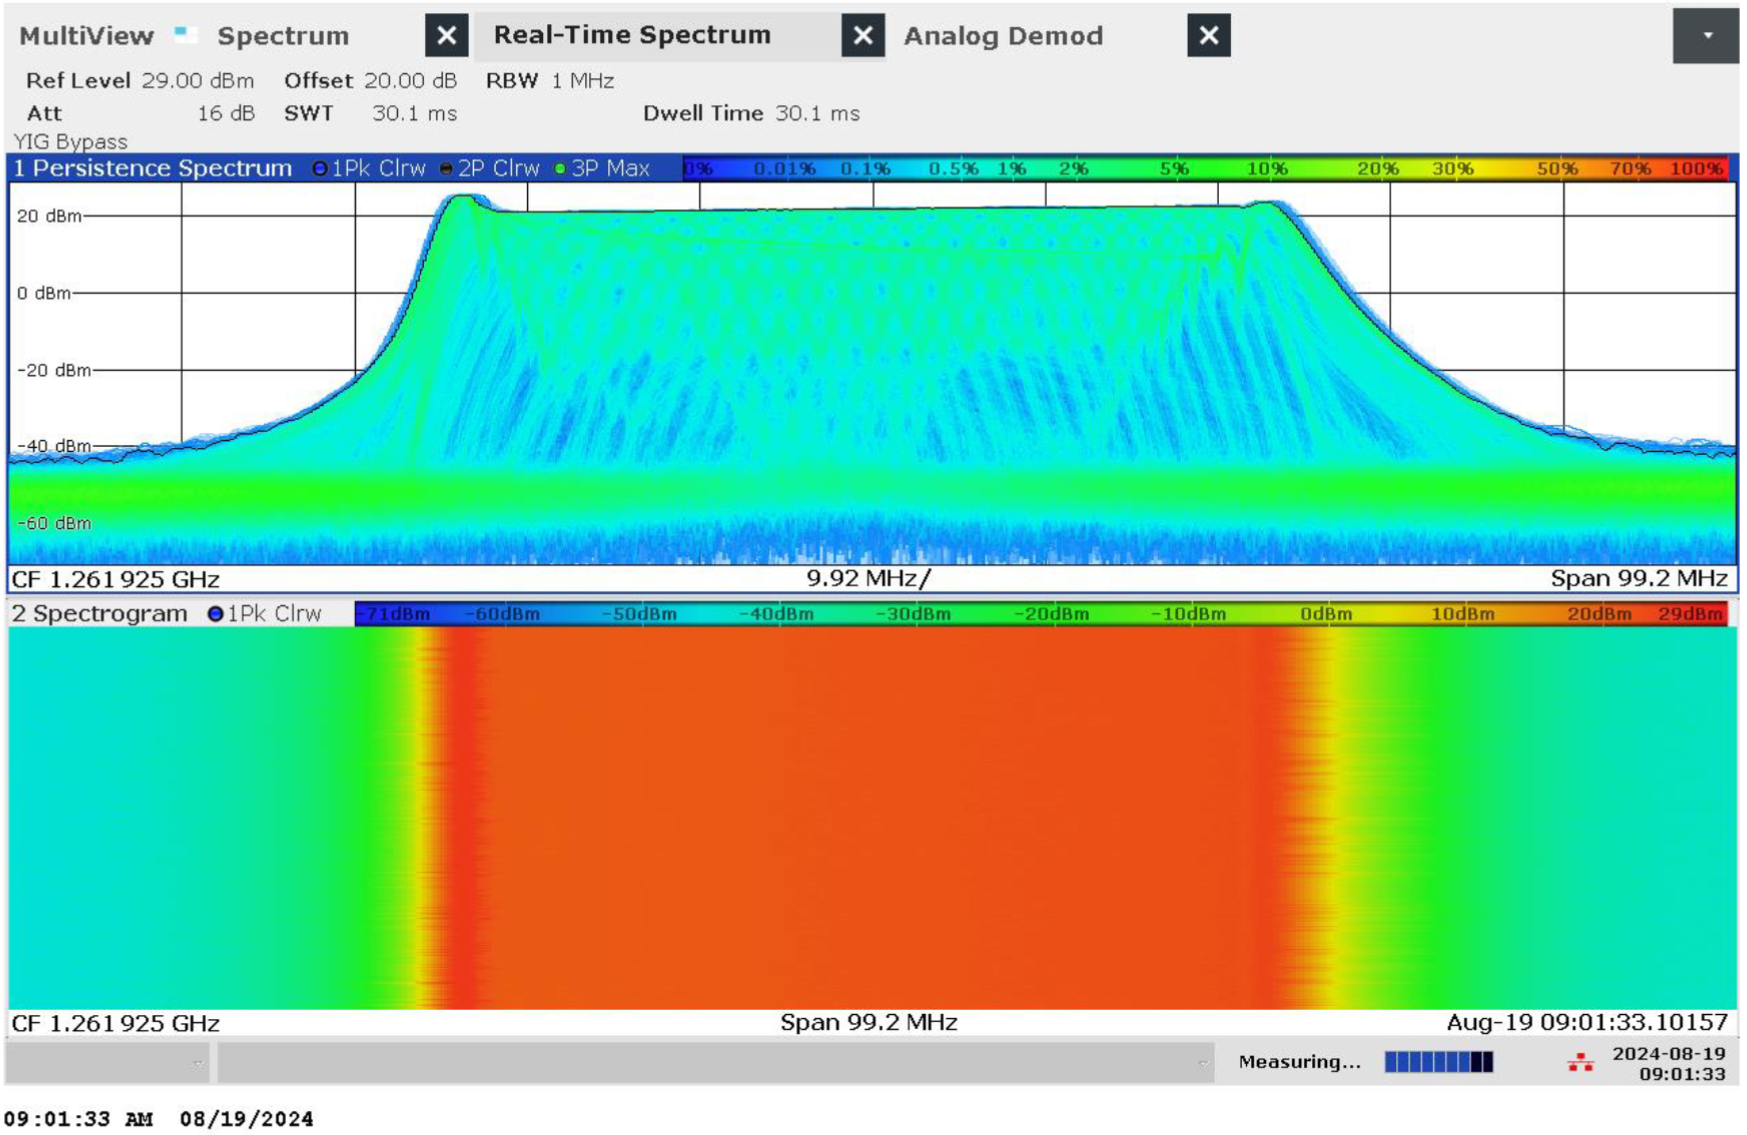 MultiView Spectrum Real-Time Spectrum Analog Demod
Ref Level 29.00 dBm Offset 20.00 dB RBW 1 MHz
Att 16 dB SWT 30.1 ms Dwell Time 30.1 ms
YIG Bypass
1 Persistence Spectrum 1Pk Clrw 2P Clrw 3P Max 0% 0.01% 0.1% 0.5% 1% 2% 5% 10% 20% 30% 50% 70% 100%
20 dBm
0 dBm
-20 dBm
-40 dBm
-60 dBm
CF 1.261925 GHz 9.92 MHz/ Span 99.2 MHz
2 Spectrogram 1Pk Clrw -71dBm -60dBm -50dBm -40dBm -30dBm -20dBm -10dBm 0dBm 10dBm 20dBm 29dBm
CF 1.261925 GHz Span 99.2 MHz Aug-19 09:01:33.10157
Measuring... 2024-08-19
09:01:33
09:01:33 AM 08/19/2024